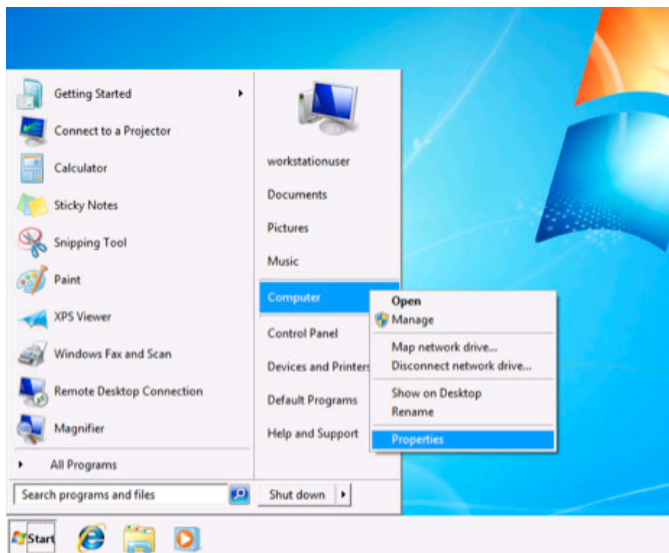 Getting Started
Connect to a Projector
Calculator
Sticky Notes
Snipping Tool
Paint
XPS Viewer
Windows Fax and Scan
Remote Desktop Connection
Magnifier
All Programs
Search programs and files
workstationuser
Documents
Pictures
Music
Computer
Control Panel
Devices and Printers
Default Programs
Help and Support
Shut down
Open
Manage
Map network drive...
Disconnect network drive...
Show on Desktop
Rename
Properties
Start